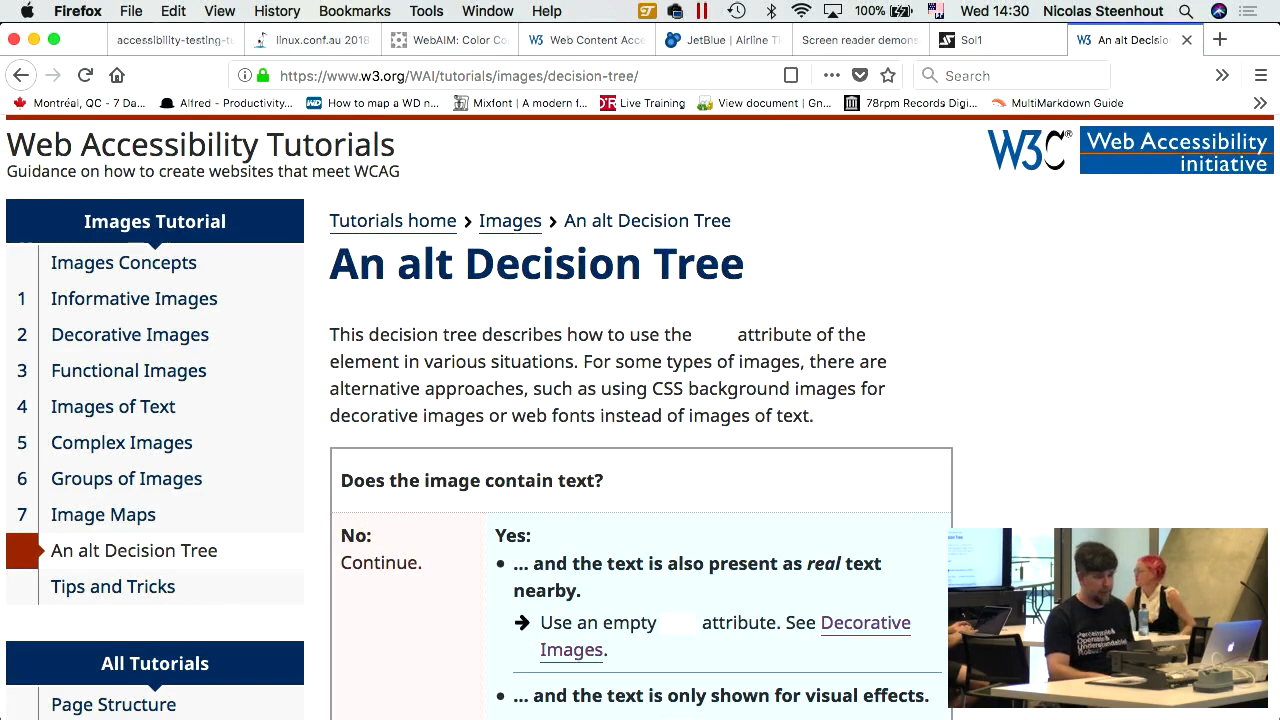 Firefox File Edit View History Bookmarks Tools Window Help 100% Wed 14:30 Nicolas Steenhout
accessibility-testing-tu linux.conf.au 2018 WebAIM: Color Co W3 Web Content Acce JetBlue | Airline Ti Screen reader demons Sol1 W3 An alt Decisio
https://www.w3.org/WAI/tutorials/images/decision-tree/ Search
Montréal, QC - 7 Da... Alfred - Productivity... WD How to map a WD n... Mixfont | A modern f... Live Training View document | Gn... 78rpm Records Digi... MultiMarkdown Guide
Web Accessibility Tutorials
Guidance on how to create websites that meet WCAG
W3C® Web Accessibility
initiative
Images Tutorial
Images Concepts
1 Informative Images
2 Decorative Images
3 Functional Images
4 Images of Text
5 Complex Images
6 Groups of Images
7 Image Maps
An alt Decision Tree
Tips and Tricks
All Tutorials
Page Structure
Tutorials home > Images > An alt Decision Tree
An alt Decision Tree
This decision tree describes how to use the attribute of the
element in various situations. For some types of images, there are
alternative approaches, such as using CSS background images for
decorative images or web fonts instead of images of text.
Does the image contain text?
No:
Continue.
Yes:
• ... and the text is also present as real text
nearby.
→ Use an empty attribute. See Decorative
Images.
• ... and the text is only shown for visual effects.
Perceivable
Operable
Understandable
Robust